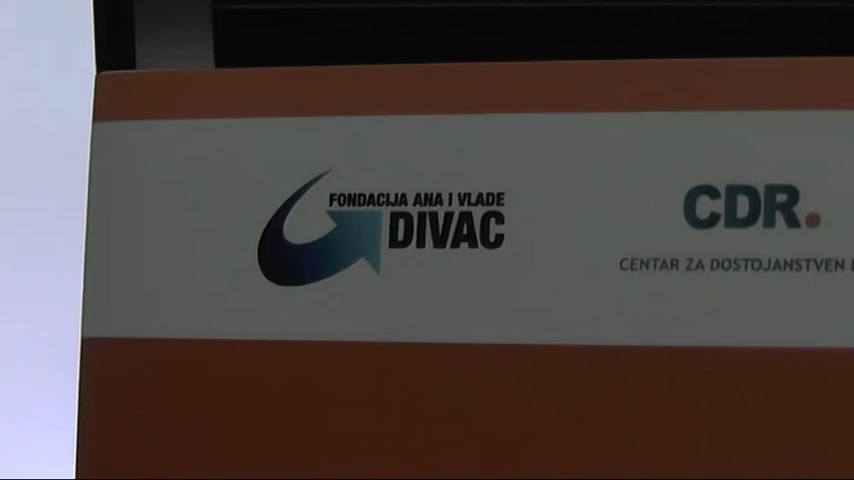 FONDACIJA ANA I VLADE
DIVAC
CDR.
CENTAR ZA DOSTOJANSTVEN